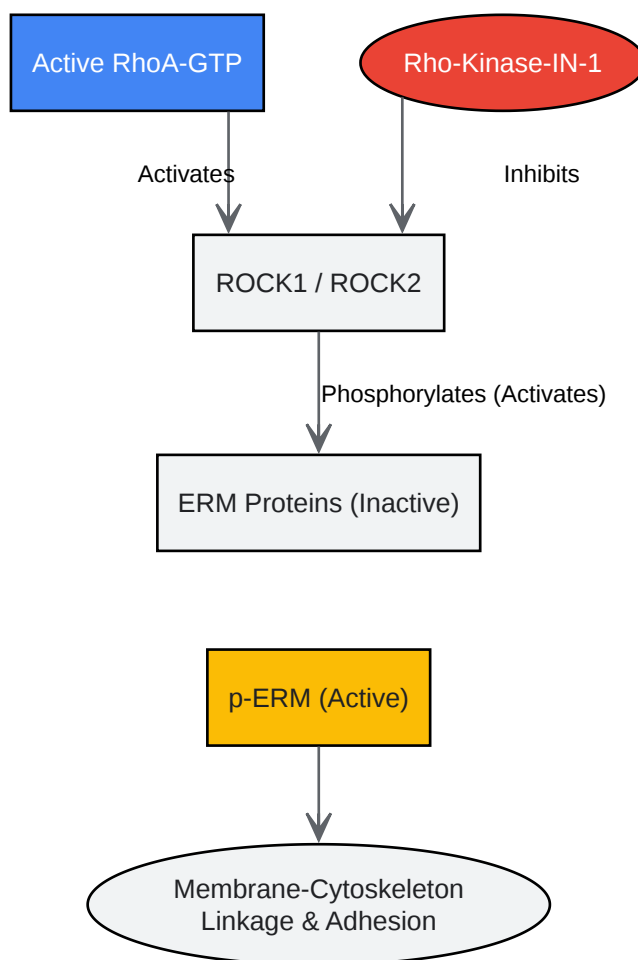 Active RhoA-GTP
Rho-Kinase-IN-1
Activates
Inhibits
ROCK1 / ROCK2
Phosphorylates (Activates)
ERM Proteins (Inactive)
p-ERM (Active)
Membrane-Cytoskeleton
Linkage & Adhesion